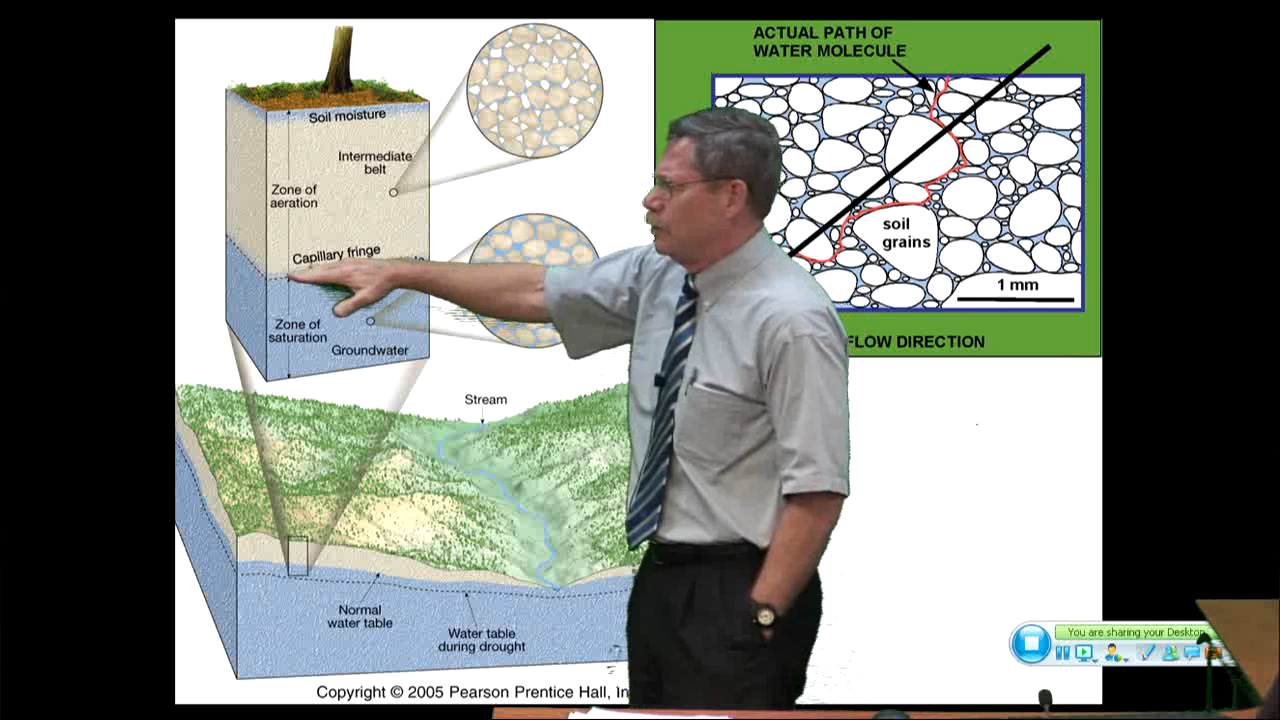 Soil moisture
Intermediate
belt
Zone of
aeration
Capillary fringe
Zone of
saturation
Groundwater
Stream
Normal
water table
Water table
during drought
Copyright © 2005 Pearson Prentice Hall,
ACTUAL PATH OF
WATER MOLECULE
soil
grains
1 mm
FLOW DIRECTION
You are sharing your Desktop